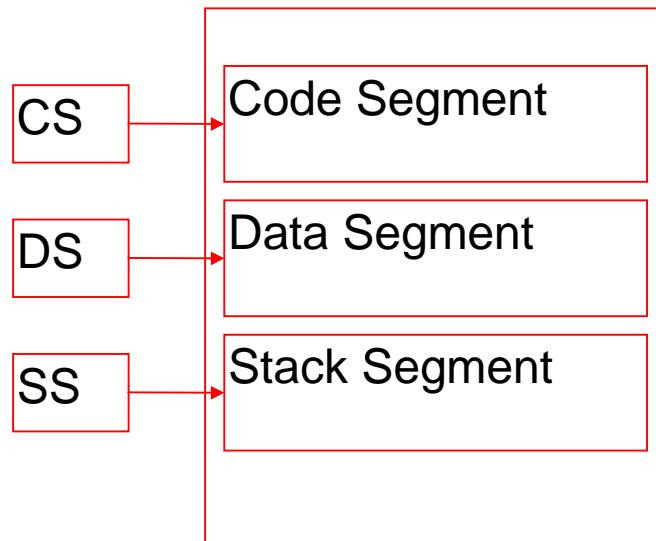 CS
Code Segment
DS
Data Segment
SS
Stack Segment